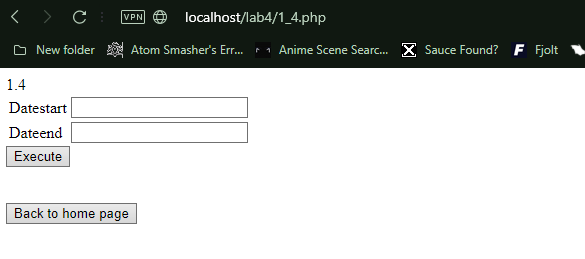 VPN localhost/lab4/1_4.php
New folder Atom Smasher's Err... Anime Scene Searc... Sauce Found? Fjolt
1.4
Datestart
Dateend
Execute
Back to home page